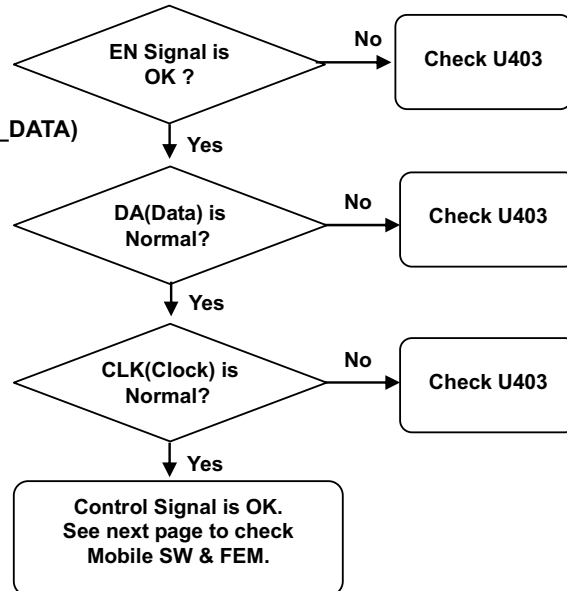 EN Signal is
OK ?
No
Check U403
_DATA)
Yes
DA(Data) is
Normal?
No
Check U403
Yes
CLK(Clock) is
Normal?
No
Check U403
Yes
Control Signal is OK.
See next page to check
Mobile SW & FEM.